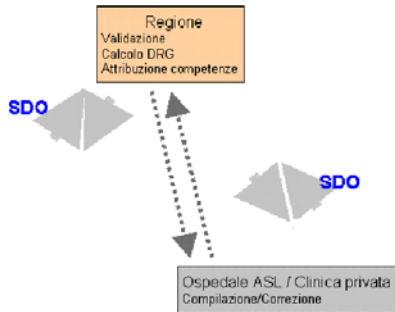 Regione
Validazione
Calcolo DRG
Attribuzione competenze
SDO
SDO
Ospedale ASL / Clinica privata
Compilazione/Correzione